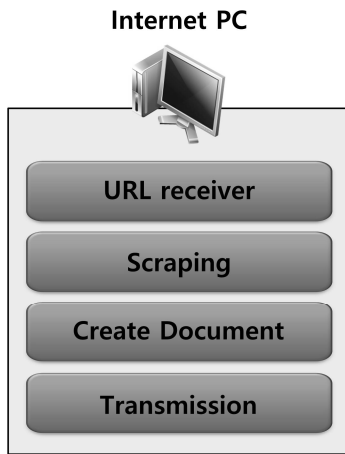 Internet PC
URL receiver
Scraping
Create Document
Transmission